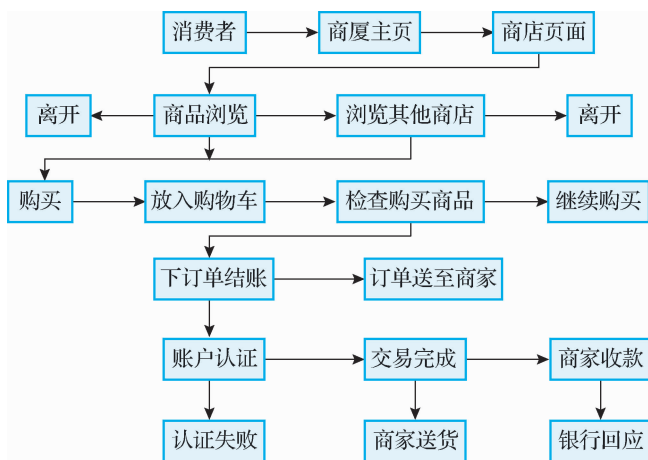 消费者
商厦主页
商店页面
离开
商品浏览
浏览其他商店
离开
购买
放入购物车
检查购买商品
继续购买
下订单结账
订单送至商家
账户认证
交易完成
商家收款
认证失败
商家送货
银行回应